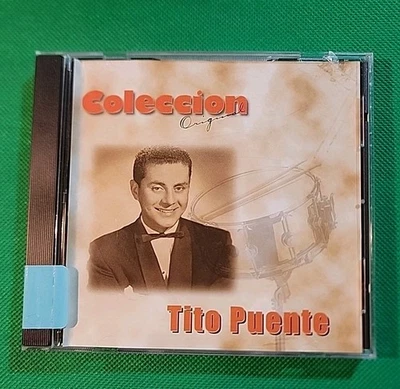 Coleccion
Original
Tito Puente